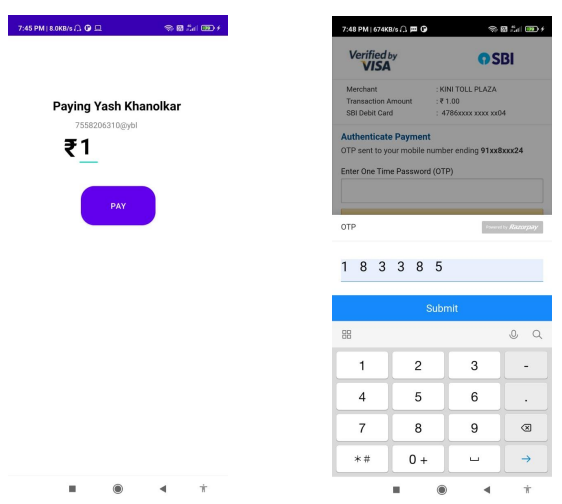 7:45 PM | 8.0KB/s
Paying Yash Khanolkar
7558206310@ybl
₹1
PAY
7:48 PM | 674KB/s
Verified by
VISA
SBI
Merchant : KINI TOLL PLAZA
Transaction Amount : ₹ 1.00
SBI Debit Card : 4786xxxx xxxx xx04
Authenticate Payment
OTP sent to your mobile number ending 91xx8xxx24
Enter One Time Password (OTP)
OTP
Powered by Razorpay
1 8 3 3 8 5
Submit
1 2 3 -
4 5 6 .
7 8 9
*# 0 +